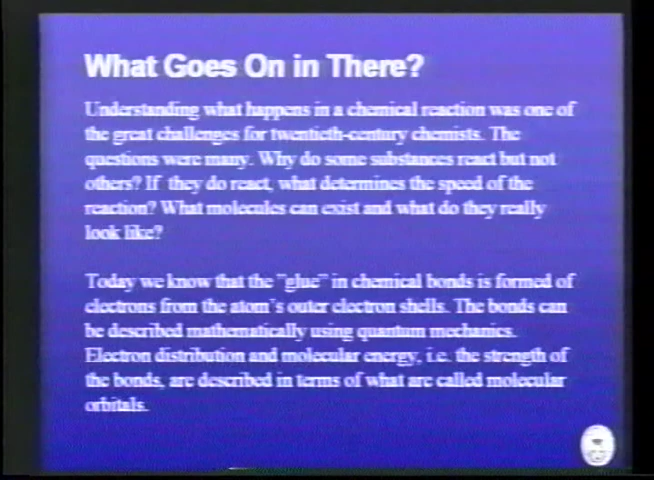 What Goes On in There?
Understanding what happens in a chemical reaction was one of
the great challenges for twentieth-century chemists. The
questions were many. Why do some substances react but not
others? If they do react, what determines the speed of the
reaction? What molecules can exist and what do they really
look like?
Today we know that the "glue" in chemical bonds is formed of
electrons from the atom's outer electron shells. The bonds can
be described mathematically using quantum mechanics.
Electron distribution and molecular energy, i.e. the strength of
the bonds, are described in terms of what are called molecular
orbitals.